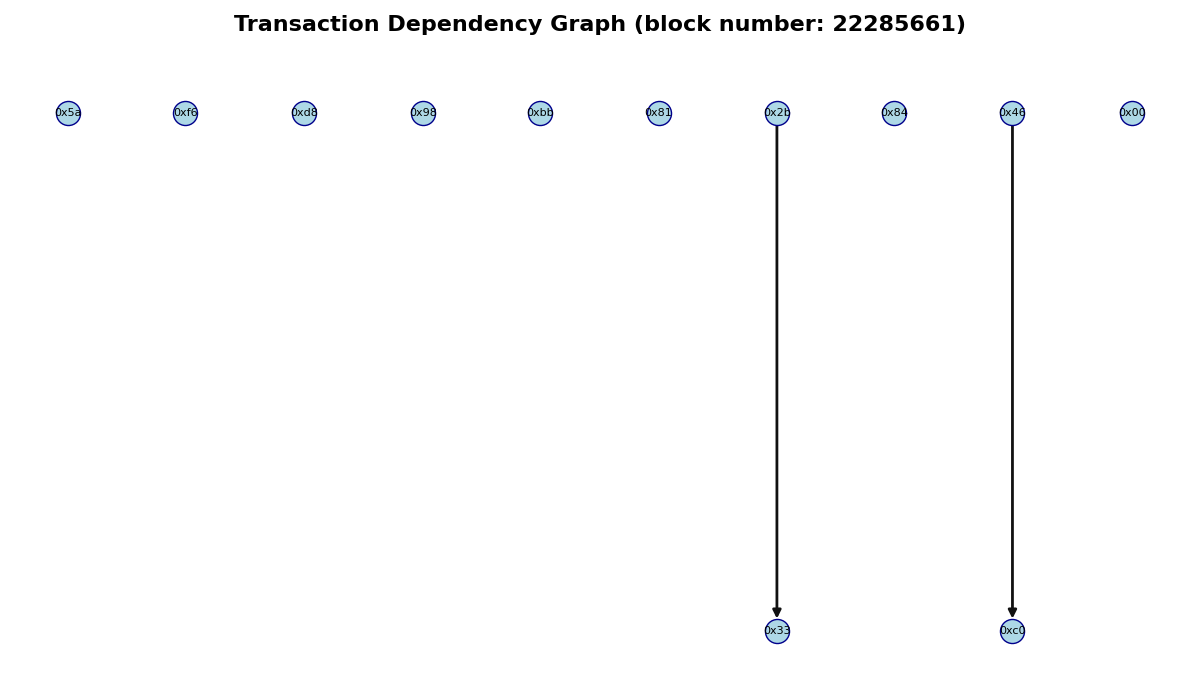 Transaction Dependency Graph (block number: 22285661)
0x5a 0xf6 0xd8 0x98 0xbb 0x81 0x2b 0x84 0x46 0x00
0x33 0xc0